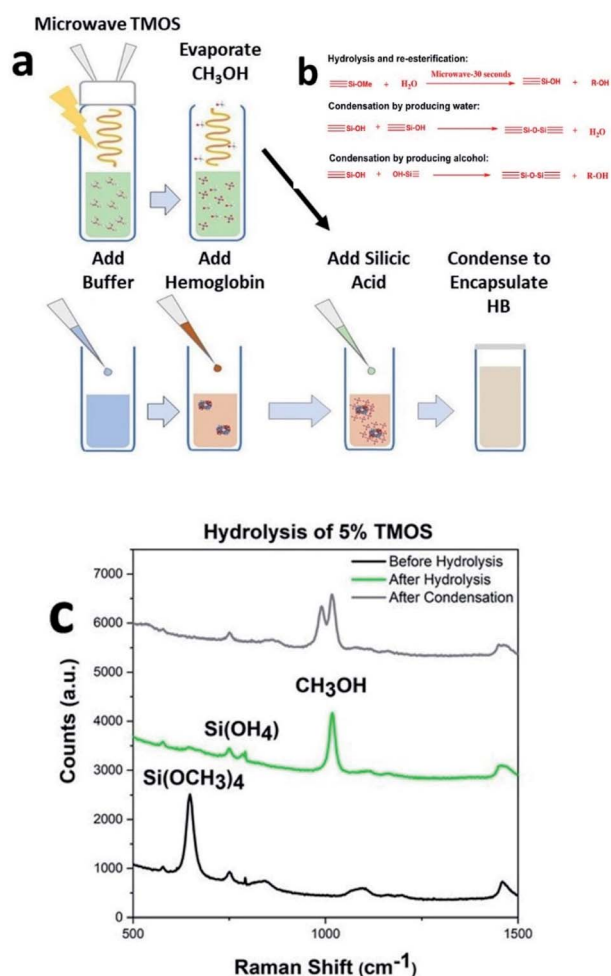 Microwave TMOS
a
Evaporate
CH₃OH
Add
Buffer
Add
Hemoglobin
Add Silicic
Acid
Condense to
Encapsulate
HB
b
Hydrolysis and re-esterification:
Microwave-30 seconds
Si-OMe + H₂O Si-OH + R-OH
Condensation by producing water:
Si-OH + Si-OH Si-O-Si + H₂O
Condensation by producing alcohol:
Si-OH + OH-Si Si-O-Si + R-OH
c
Hydrolysis of 5% TMOS
Before Hydrolysis
After Hydrolysis
After Condensation
CH₃OH
Si(OH₄)
Si(OCH3)4
Counts (a.u.)
7000
6000
5000
4000
3000
2000
1000
0
500
1000
1500
Raman Shift (cm⁻¹)